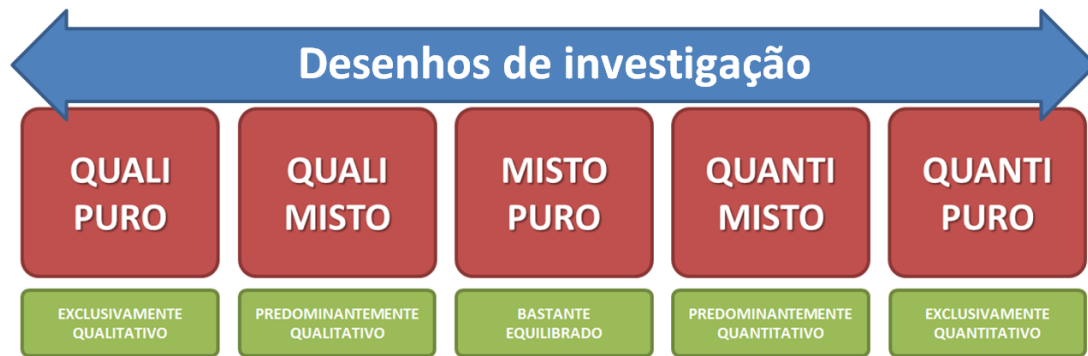 Desenhos de investigação
QUALI
PURO
QUALI
MISTO
MISTO
PURO
QUANTI
MISTO
QUANTI
PURO
EXCLUSIVAMENTE
QUALITATIVO
PREDOMINANTEMENTE
QUALITATIVO
BASTANTE
EQUILIBRADO
PREDOMINANTEMENTE
QUANTITATIVO
EXCLUSIVAMENTE
QUANTITATIVO